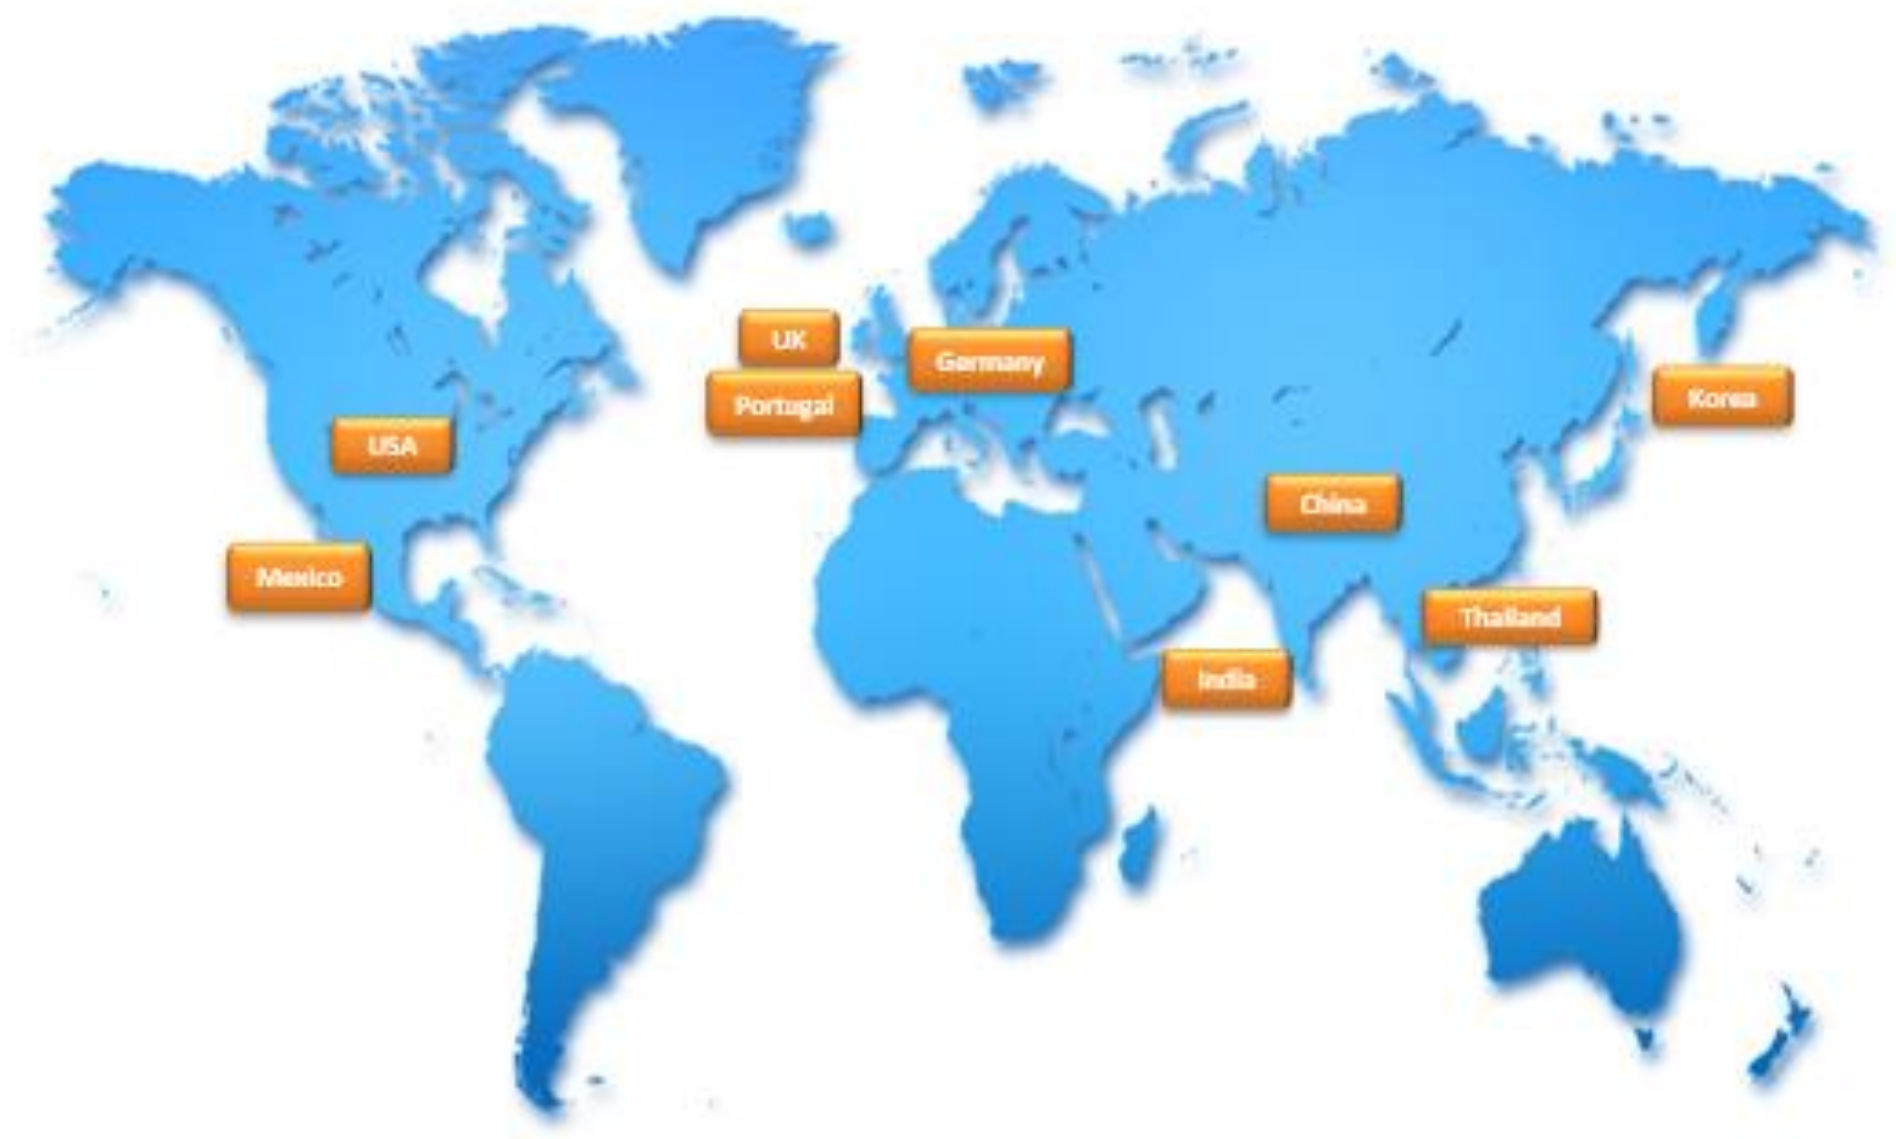 UK
Germany
Portugal
Korea
USA
China
Mexico
Thailand
India